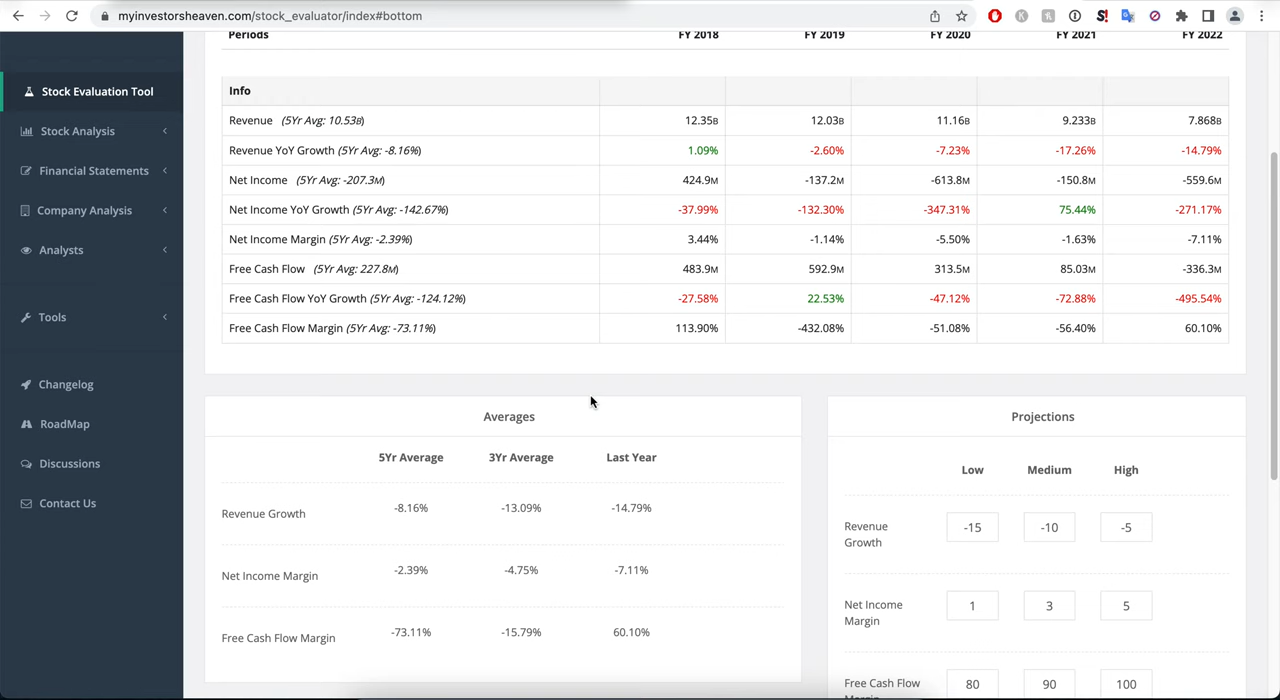 myinvestorsheaven.com/stock_evaluator/index#bottom
Stock Evaluation Tool
Stock Analysis
Financial Statements
Company Analysis
Analysts
Tools
Changelog
RoadMap
Discussions
Contact Us
Periods FY 2018 FY 2019 FY 2020 FY 2021 FY 2022
Info
Revenue (5Yr Avg: 10.53B) 12.35B 12.03B 11.16B 9.233B 7.868B
Revenue YoY Growth (5Yr Avg: -8.16%) 1.09% -2.60% -7.23% -17.26% -14.79%
Net Income (5Yr Avg: -207.3M) 424.9M -137.2M -613.8M -150.8M -559.6M
Net Income YoY Growth (5Yr Avg: -142.67%) -37.99% -132.30% -347.31% 75.44% -271.17%
Net Income Margin (5Yr Avg: -2.39%) 3.44% -1.14% -5.50% -1.63% -7.11%
Free Cash Flow (5Yr Avg: 227.8M) 483.9M 592.9M 313.5M 85.03M -336.3M
Free Cash Flow YoY Growth (5Yr Avg: -124.12%) -27.58% 22.53% -47.12% -72.88% -495.54%
Free Cash Flow Margin (5Yr Avg: -73.11%) 113.90% -432.08% -51.08% -56.40% 60.10%
Averages
5Yr Average 3Yr Average Last Year
Revenue Growth -8.16% -13.09% -14.79%
Net Income Margin -2.39% -4.75% -7.11%
Free Cash Flow Margin -73.11% -15.79% 60.10%
Projections
Low Medium High
Revenue
Growth -15 -10 -5
Net Income
Margin 1 3 5
Free Cash Flow 80 90 100
Margin